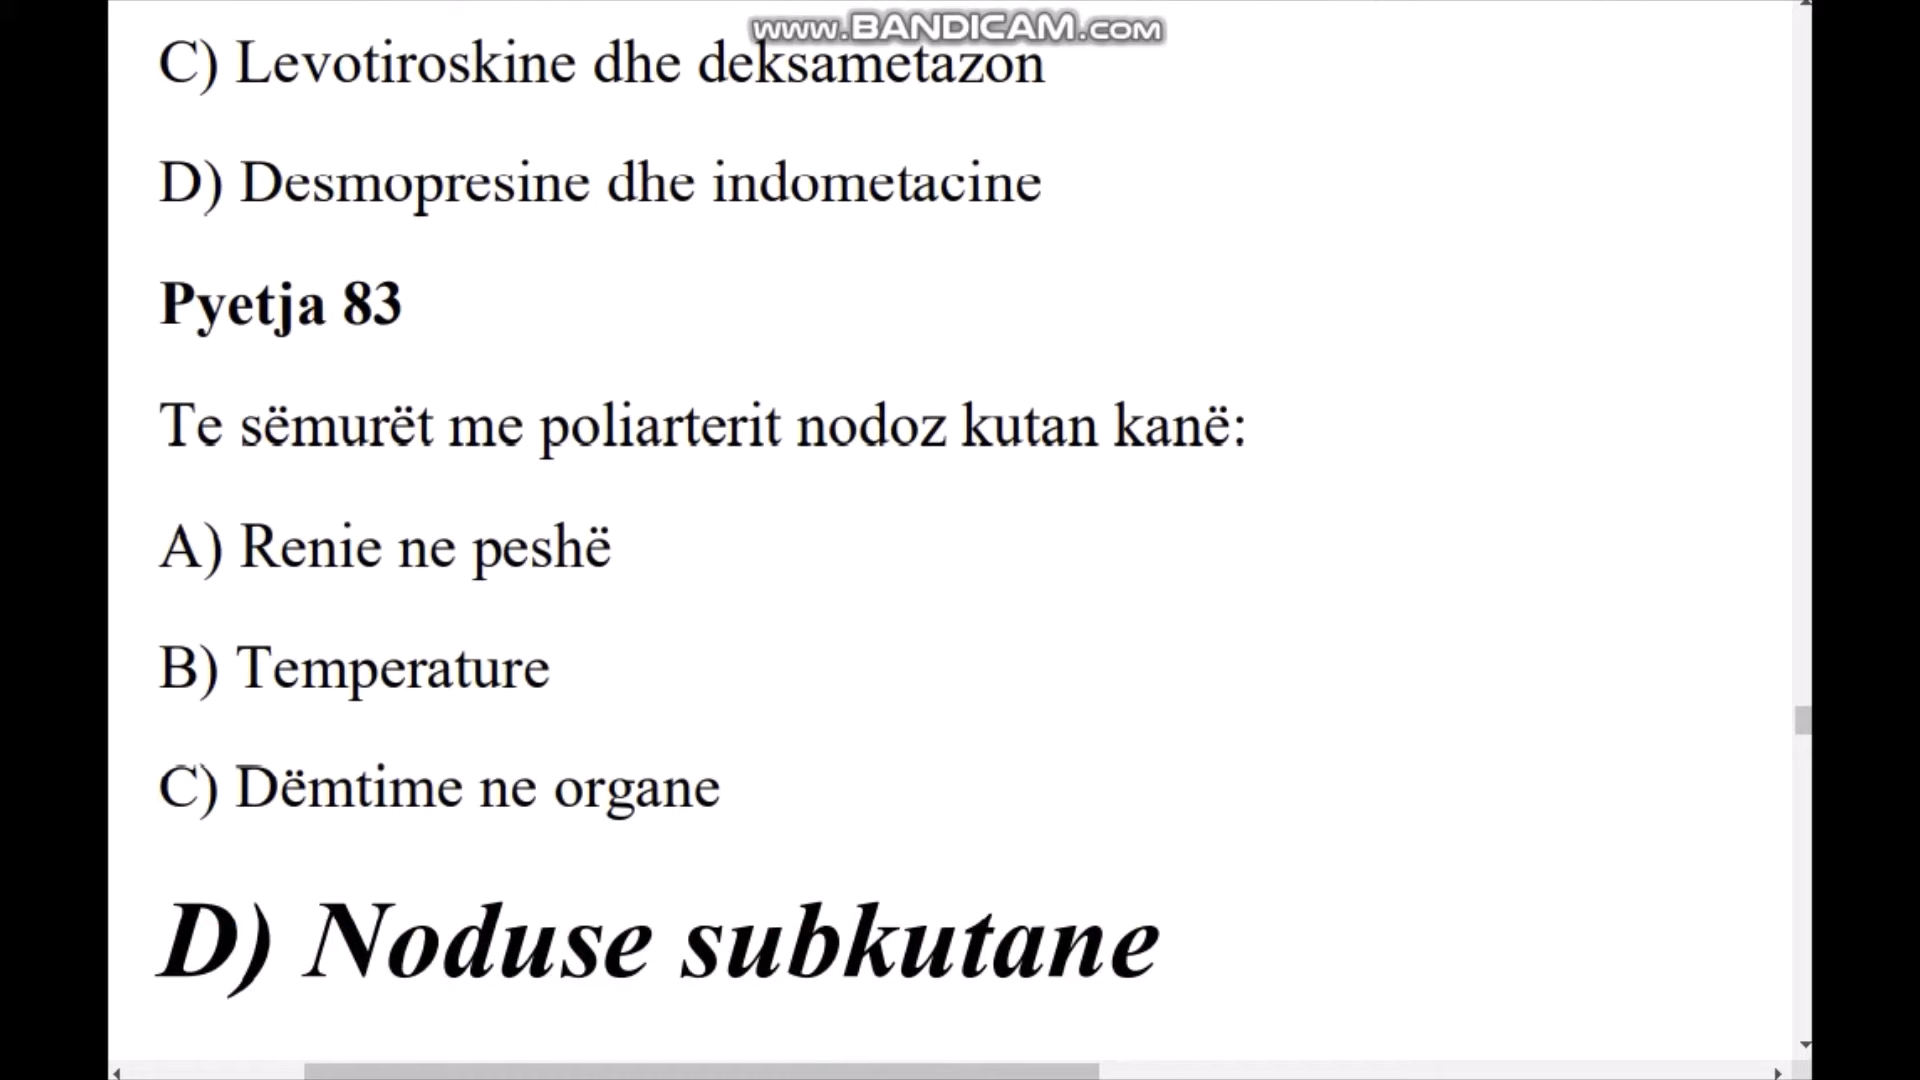 www.BANDICAM.com
C) Levotiroskine dhe deksametazon
D) Desmopresine dhe indometacine
Pyetja 83
Te sëmurët me poliarterit nodoz kutan kanë:
A) Renie ne peshë
B) Temperature
C) Dëmtime ne organe
D) Noduse subkutane